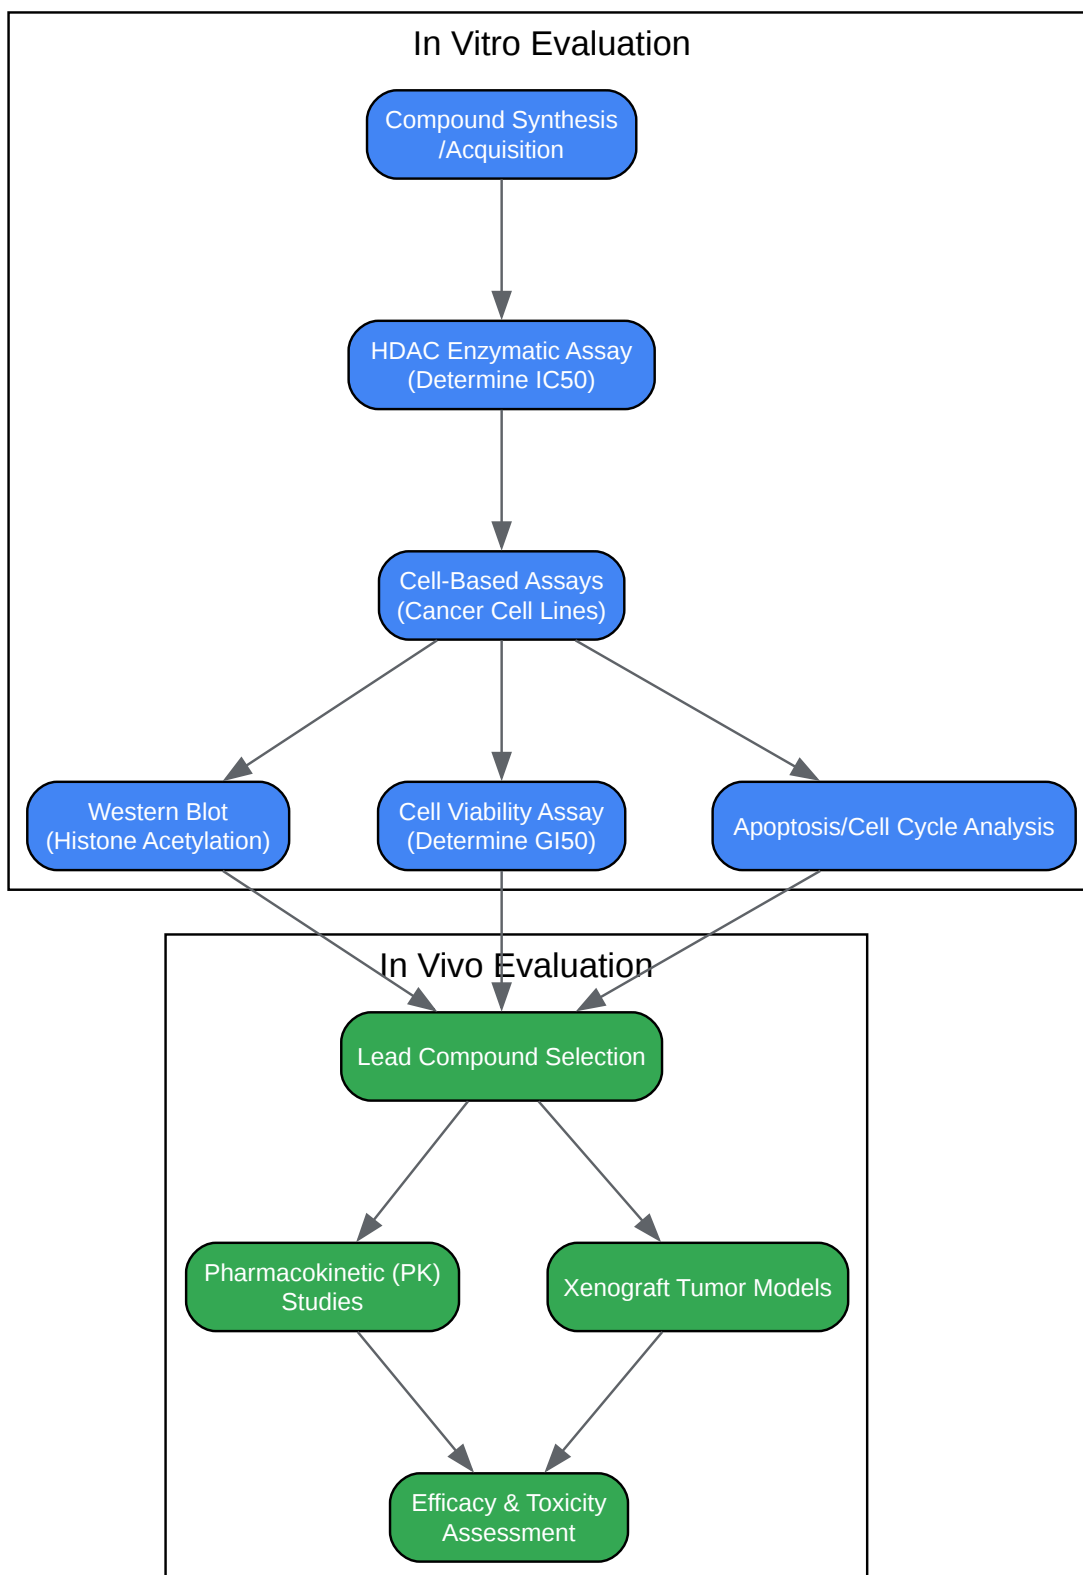 In Vitro Evaluation
Compound Synthesis
/Acquisition
HDAC Enzymatic Assay
(Determine IC50)
Cell-Based Assays
(Cancer Cell Lines)
Western Blot
(Histone Acetylation)
Cell Viability Assay
(Determine GI50)
Apoptosis/Cell Cycle Analysis
In Vivo Evaluation
Lead Compound Selection
Pharmacokinetic (PK)
Studies
Xenograft Tumor Models
Efficacy & Toxicity
Assessment